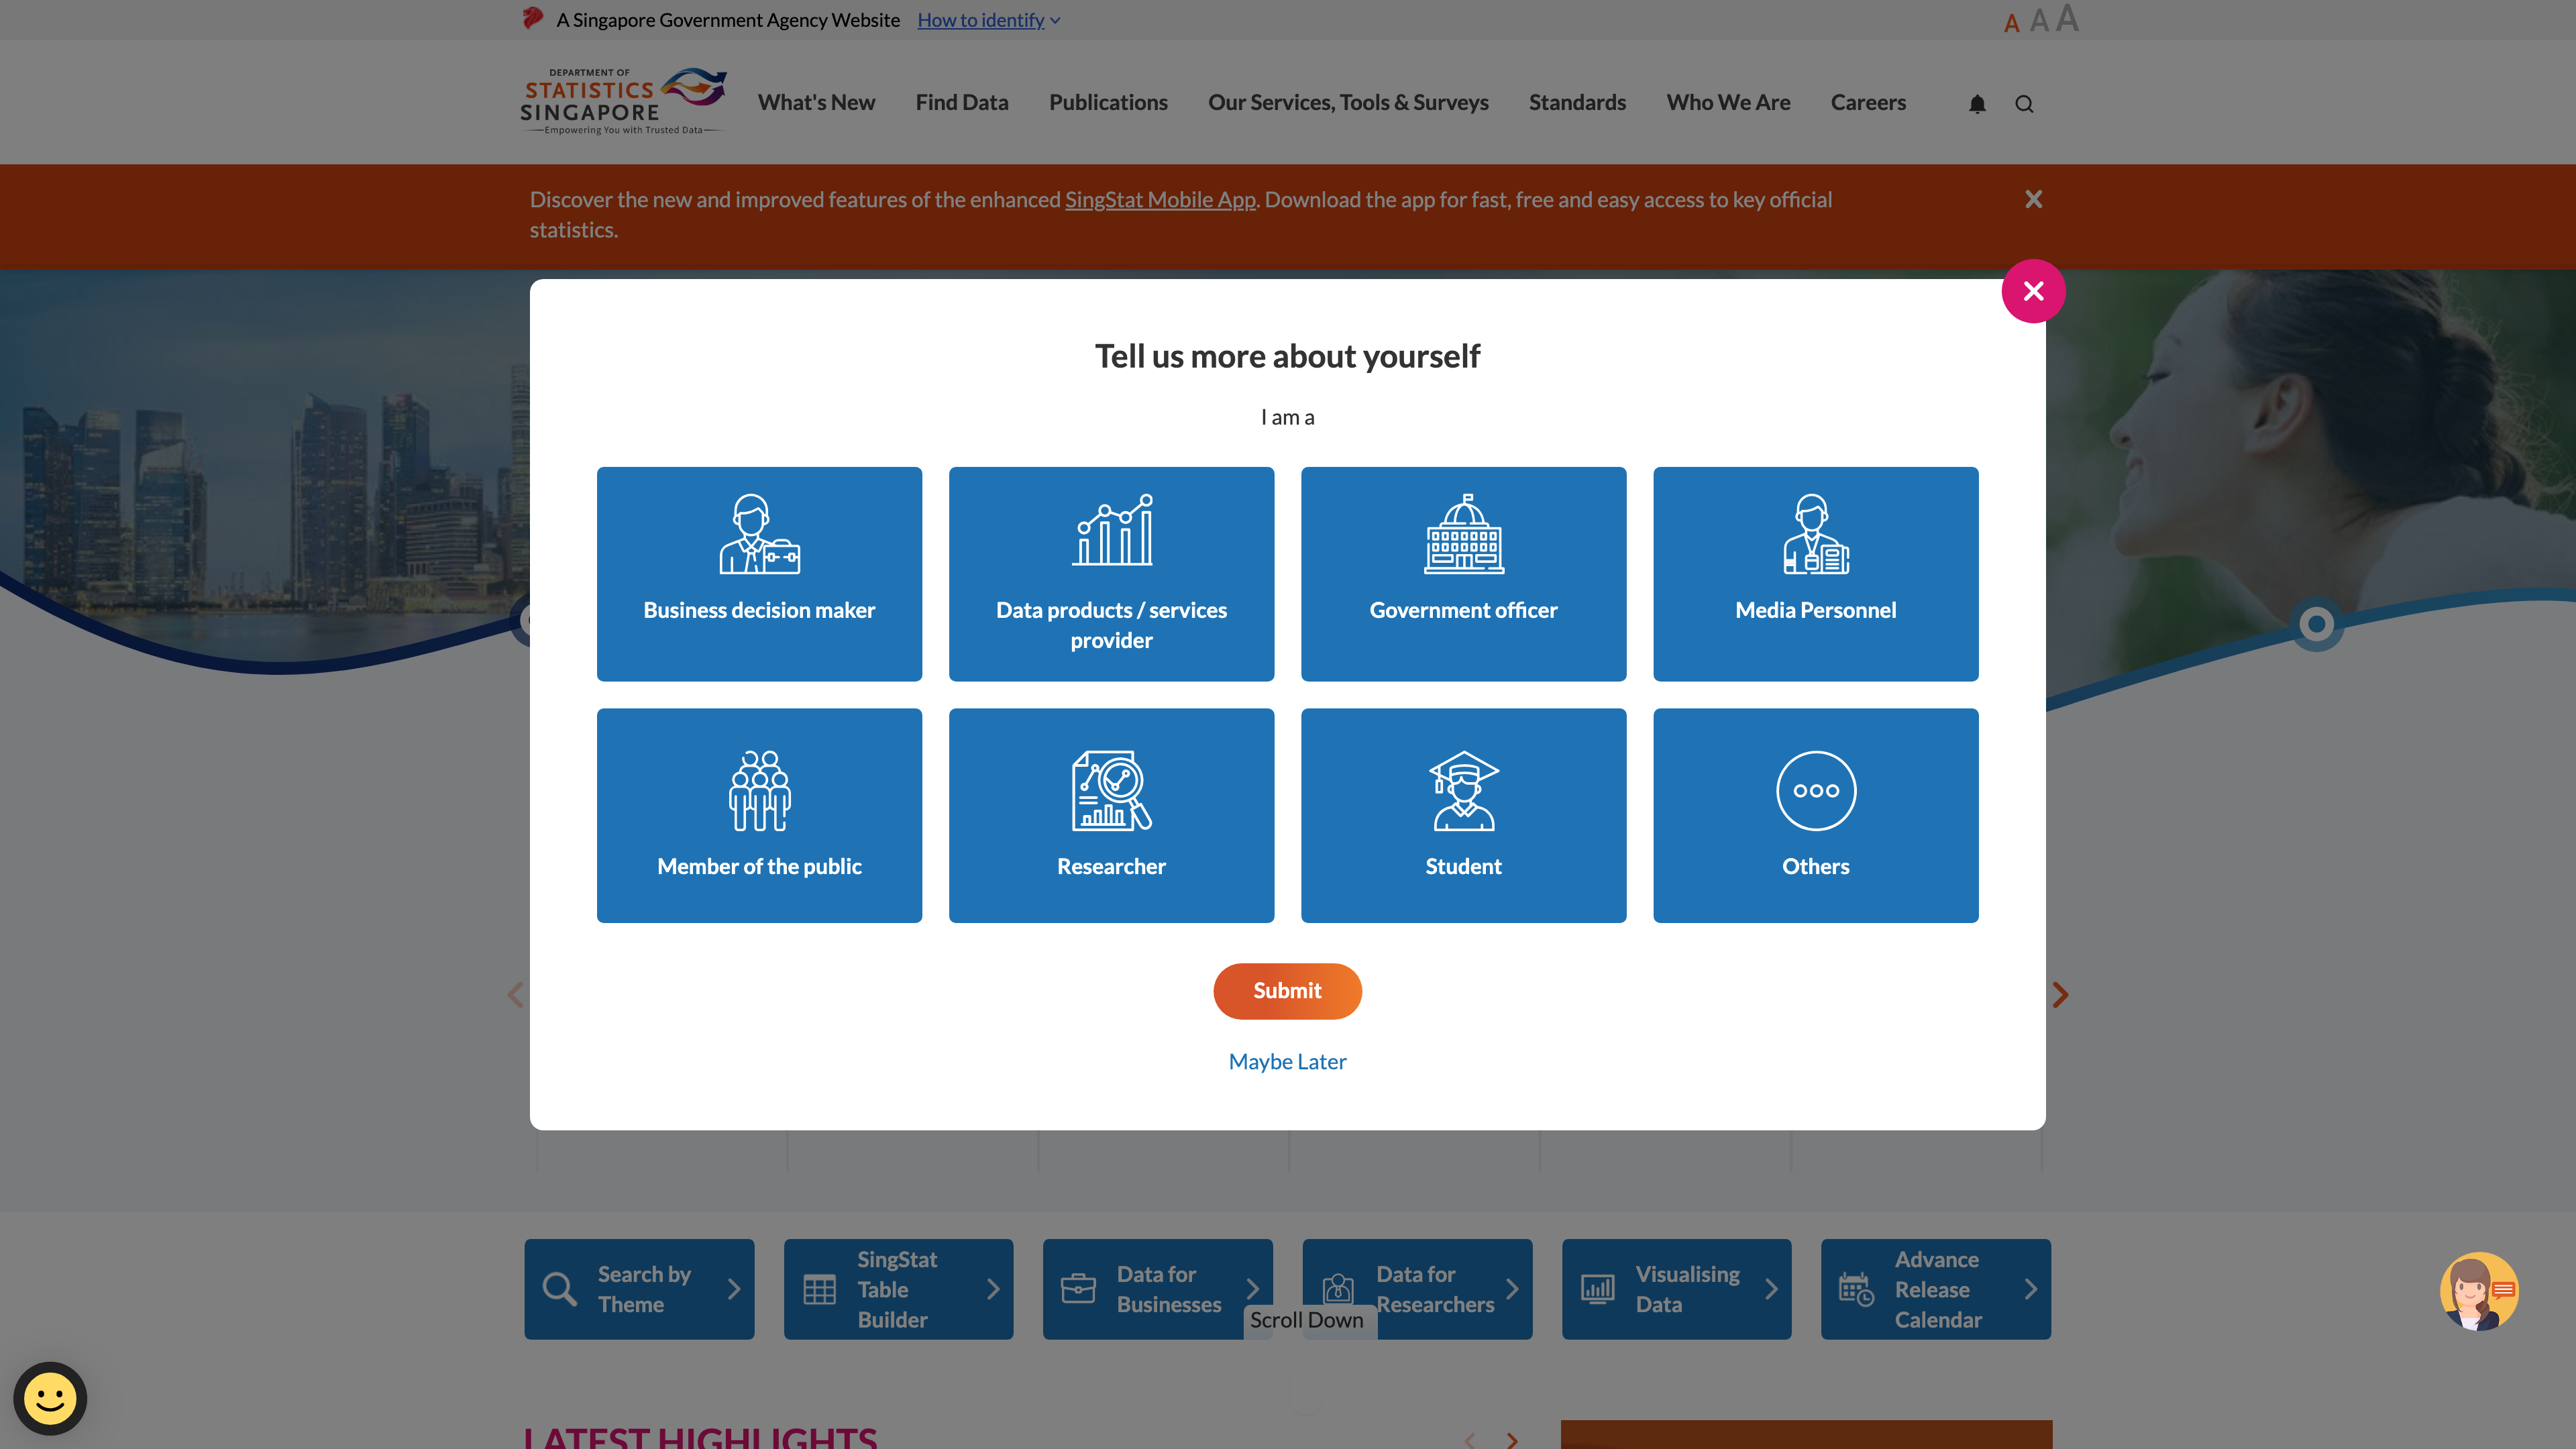 A Singapore Government Agency Website How to identify
A A A
DEPARTMENT OF
STATISTICS
SINGAPORE
Empowering You with Trusted Data
What's New Find Data Publications Our Services, Tools & Surveys Standards Who We Are Careers
Discover the new and improved features of the enhanced SingStat Mobile App. Download the app for fast, free and easy access to key official
statistics.
Tell us more about yourself
I am a
Business decision maker
Data products / services
provider
Government officer
Media Personnel
Member of the public
Researcher
Student
Others
Submit
Maybe Later
Search by
Theme
SingStat
Table
Builder
Data for
Businesses
Data for
Researchers
Visualising
Data
Advance
Release
Calendar
Scroll Down
LATEST HIGHLIGHTS